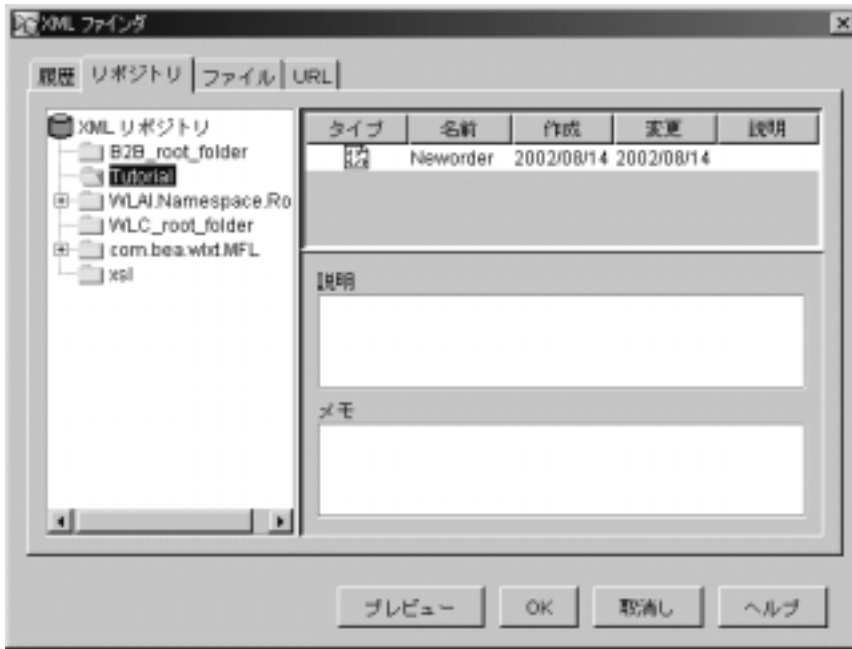 XML ファインダ
履歴 リポジトリ ファイル URL
XML リポジトリ
B2B_root_folder
Tutorial
WLAI.Namespace.Ro
WLC_root_folder
com.bea.wlxt.MFL
xsl
タイプ 名前 作成 変更 説明
Neworder 2002/08/14 2002/08/14
説明
メモ
プレビュー OK 取消し ヘルプ